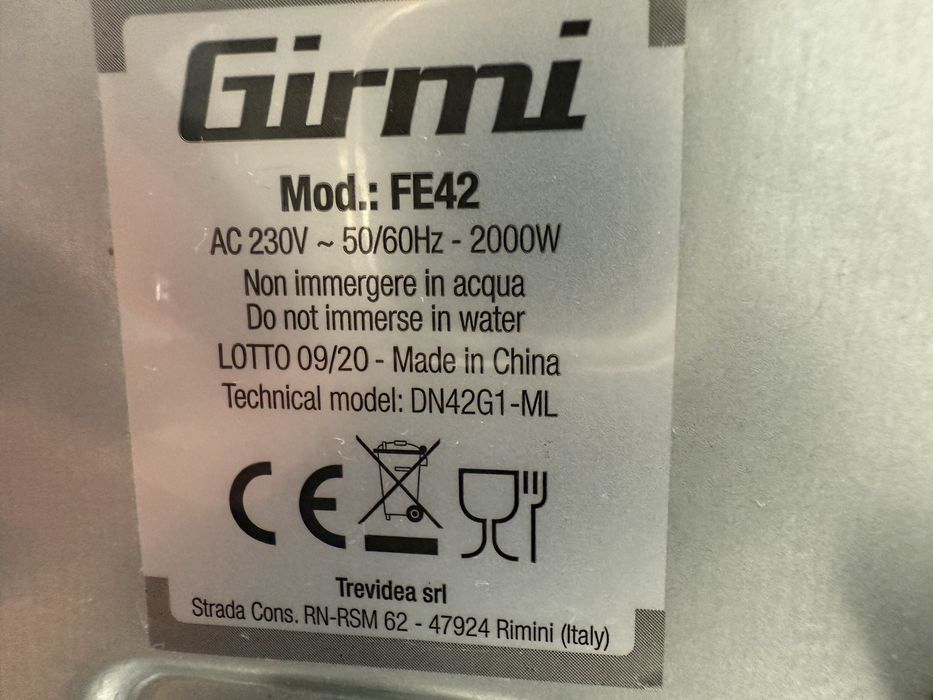 Girmi
Mod.: FE42
AC 230V ~ 50/60Hz - 2000W
Non immergere in acqua
Do not immerse in water
LOTTO 09/20 - Made in China
Technical model: DN42G1-ML
CE
Trevidea srl
Strada Cons. RN-RSM 62 - 47924 Rimini (Italy)